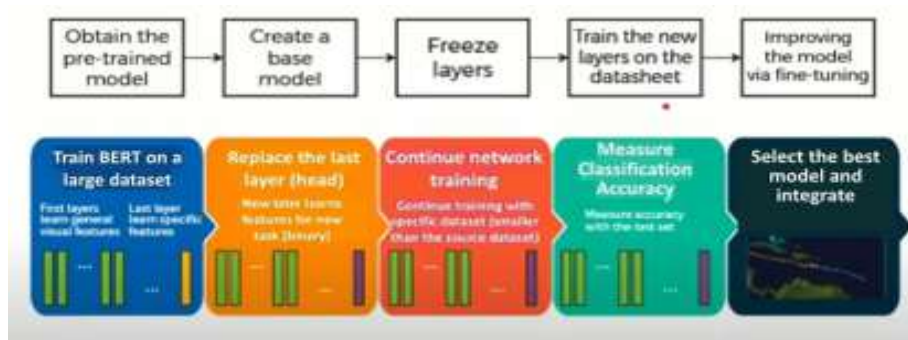 Obtain the
pre-trained
model
Create a
base
model
Freeze
layers
Train the new
layers on the
datasheet
Improving
the model
via fine-tuning
Train BERT on a
large dataset
First layers
learn general
visual features
Last layer
learn specific
features
...
...
Replace the last
layer (head)
New later learns
features for new
task (binary)
...
...
Continue network
training
Continue training with
specific dataset (smaller
than the source dataset)
...
...
Measure
Classification
Accuracy
Measure accuracy
with the test set
...
...
Select the best
model and
integrate